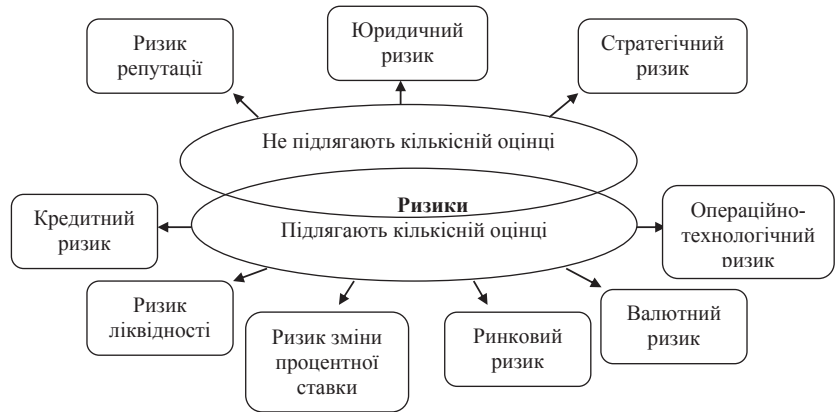 Ризик
репутації
Юридичний
ризик
Стратегічний
ризик
Не підлягають кількісній оцінці
Ризики
Підлягають кількісній оцінці
Кредитний
ризик
Операційно-
технологічний
ризик
Ризик
ліквідності
Ризик зміни
процентної
ставки
Ринковий
ризик
Валютний
ризик